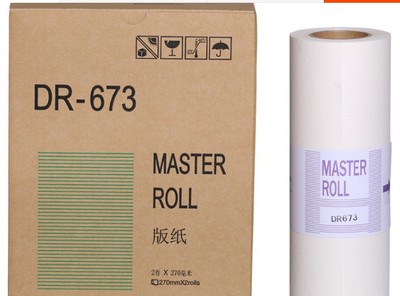 DR-673
MASTER
ROLL
版纸
2卷 X 270毫米
270mmX2rolls
MASTER
ROLL
DR673